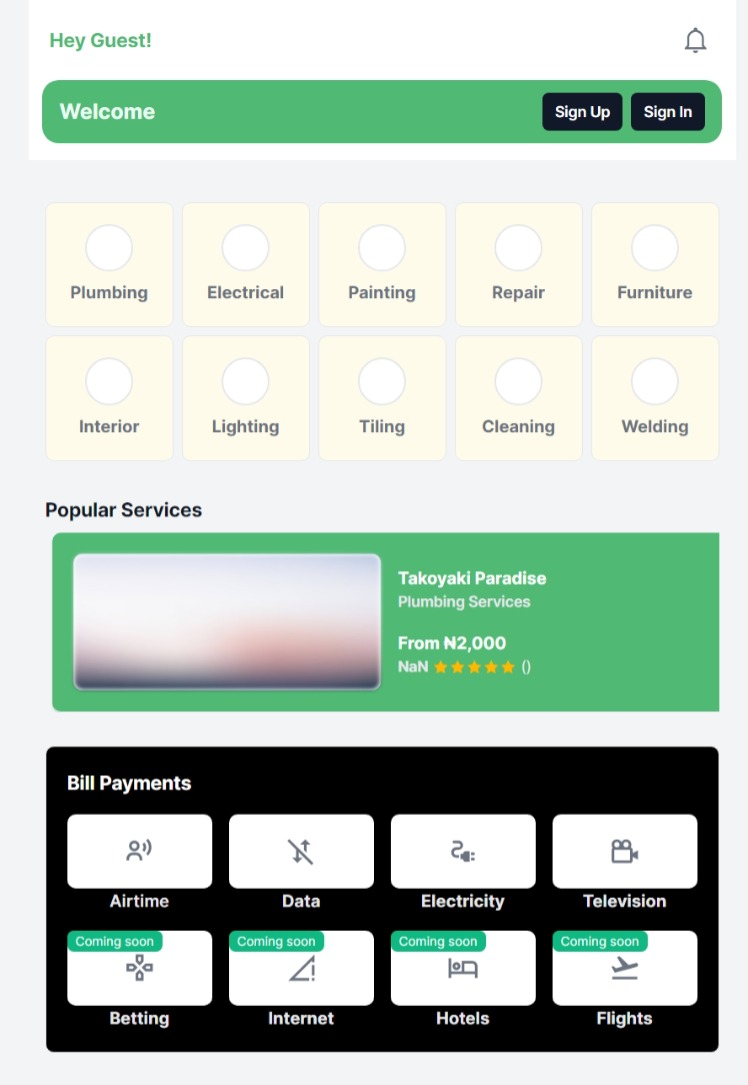 Hey Guest!
Welcome
Sign Up
Sign In
Plumbing
Electrical
Painting
Repair
Furniture
Interior
Lighting
Tiling
Cleaning
Welding
Popular Services
Takoyaki Paradise
Plumbing Services
From ₦2,000
NaN ★★★★★ ()
Bill Payments
Airtime
Data
Electricity
Television
Coming soon
Coming soon
Coming soon
Coming soon
Betting
Internet
Hotels
Flights